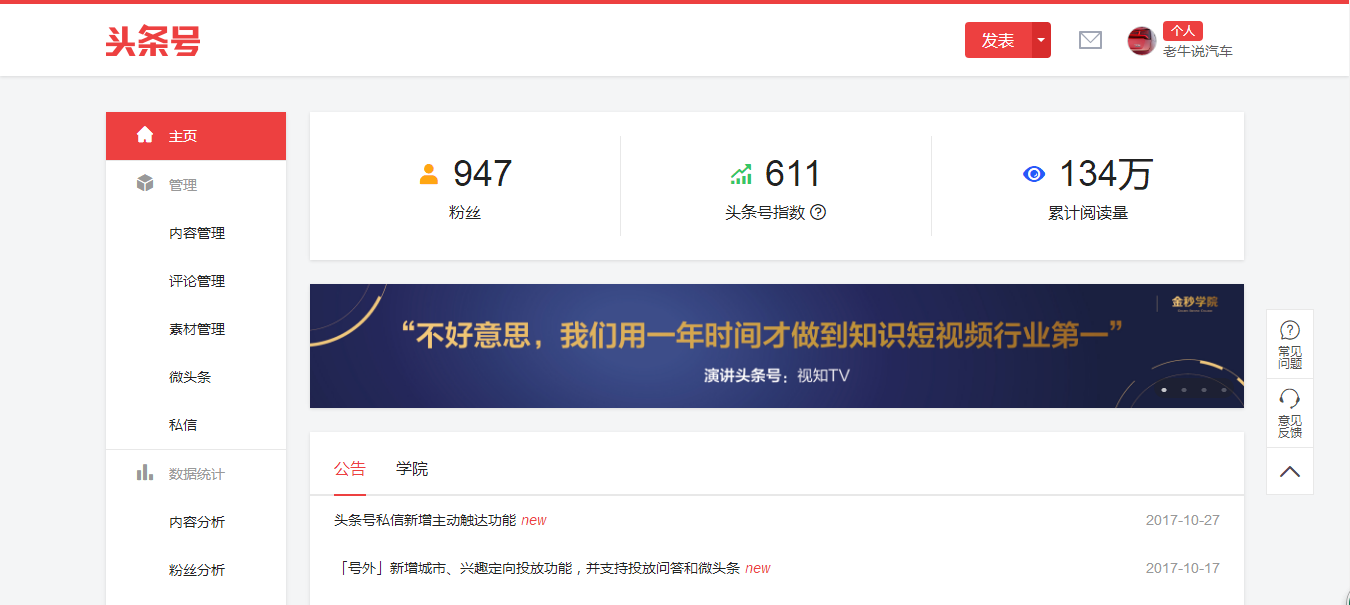 头条号
发表
个人
老牛说汽车
主页
管理
内容管理
评论管理
素材管理
微头条
私信
数据统计
内容分析
粉丝分析
947
粉丝
611
头条号指数
134万
累计阅读量
金秒学院
“不好意思，我们用一年时间才做到知识短视频行业第一”
演讲头条号：视知TV
公告 学院
头条号私信新增主动触达功能 new 2017-10-27
「号外」新增城市、兴趣定向投放功能，并支持投放问答和微头条 new 2017-10-17
常见
问题
意见
反馈